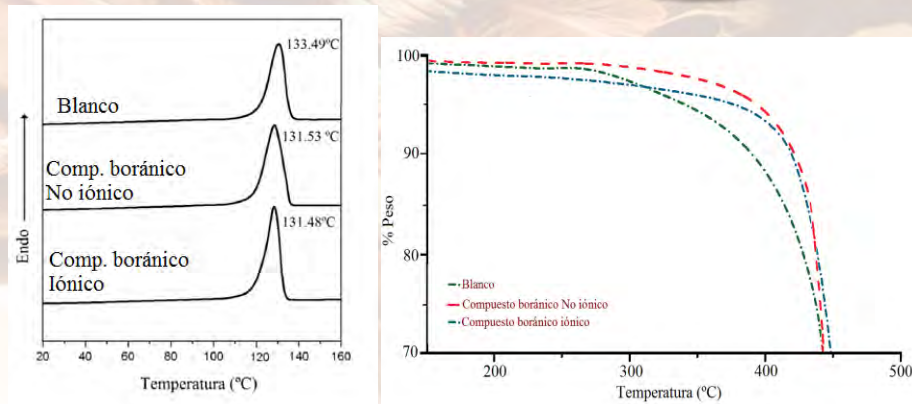 133.49ºC
Blanco
131.53 ºC
Comp. boránico
No iónico
131.48ºC
Comp. boránico
Iónico
Endo
20 40 60 80 100 120 140 160
Temperatura (ºC)
100
90
80
70
% Peso
Blanco
Compuesto boránico No iónico
Compuesto boránico iónico
200 300 400 500
Temperatura (ºC)